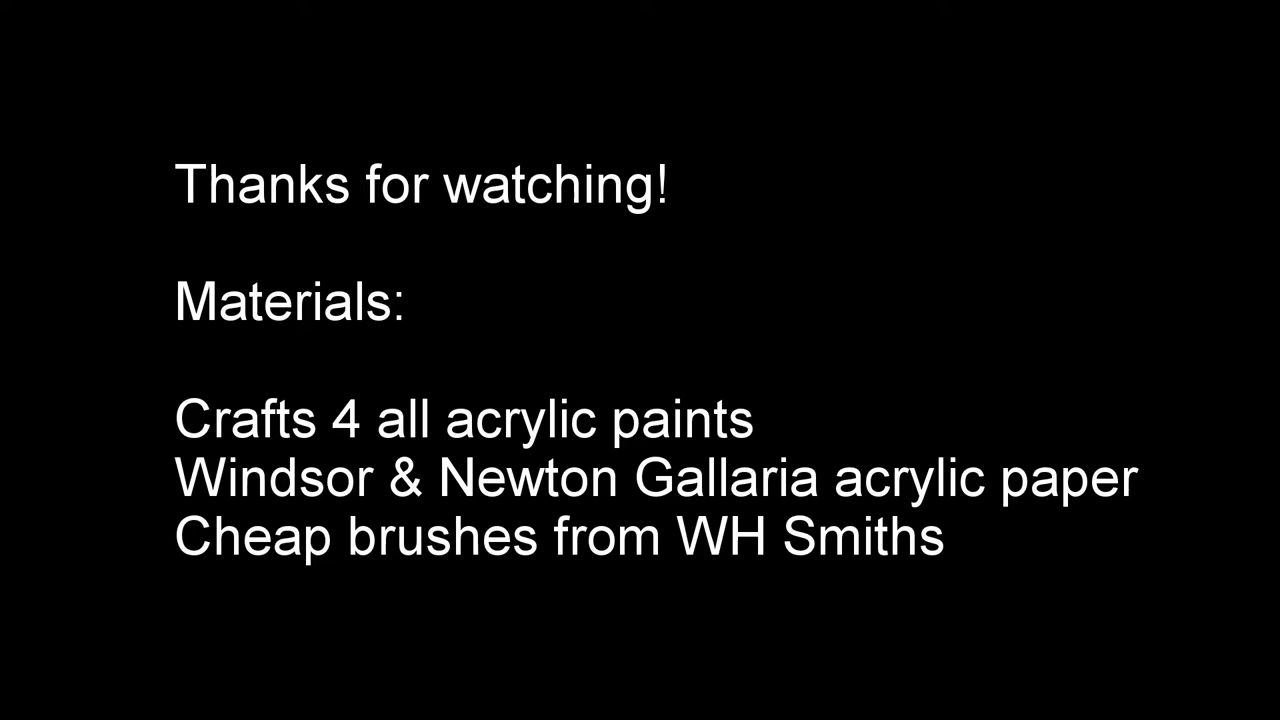 Thanks for watching!
Materials:
Crafts 4 all acrylic paints
Windsor & Newton Gallaria acrylic paper
Cheap brushes from WH Smiths